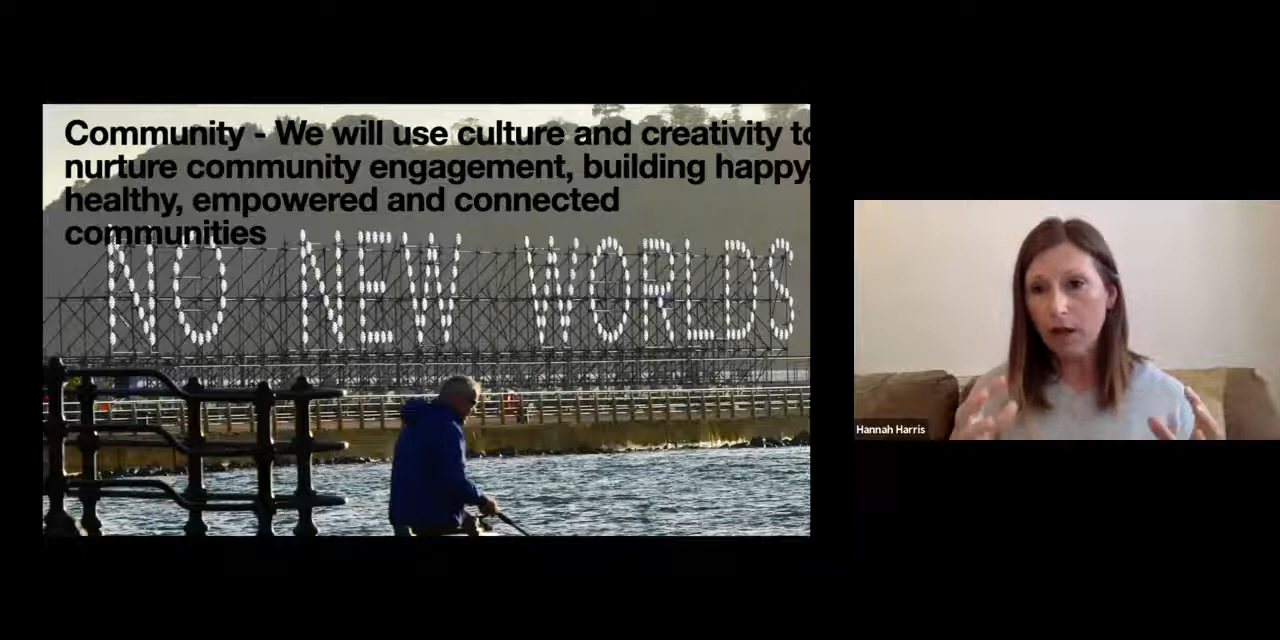 Community - We will use culture and creativity to
nurture community engagement, building happy,
healthy, empowered and connected
communities
NO NEW WORLDS
Hannah Harris